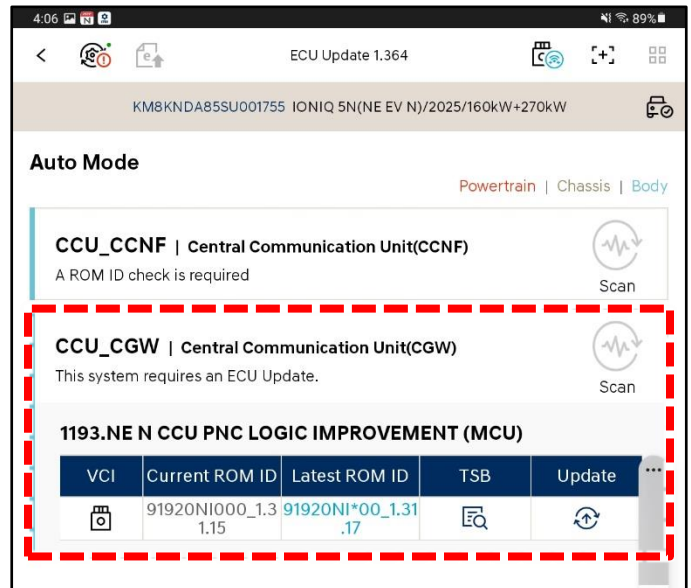 4:06
89%
ECU Update 1.364
KM8KNDA85SU001755 IONIQ 5N(NE EV N)/2025/160kW+270kW
Auto Mode
Powertrain | Chassis | Body
CCU_CCNF | Central Communication Unit(CCNF)
A ROM ID check is required
Scan
CCU_CGW | Central Communication Unit(CGW)
This system requires an ECU Update.
Scan
1193.NE N CCU PNC LOGIC IMPROVEMENT (MCU)
VCI Current ROM ID Latest ROM ID TSB Update
91920NI000_1.3 91920NI*00_1.31
1.15 .17